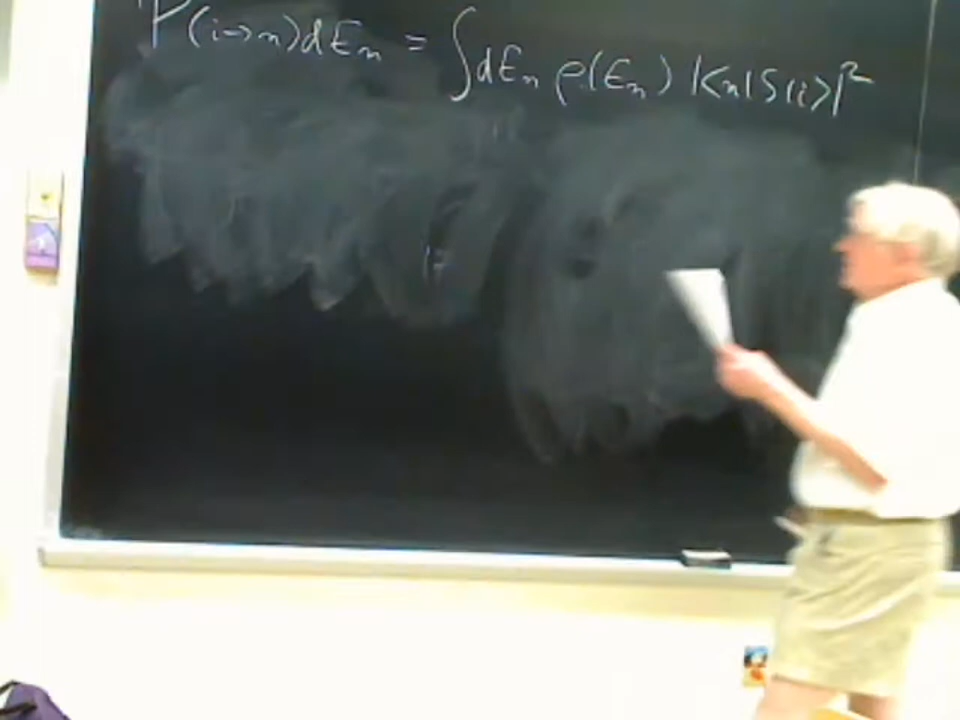 P(i→n)dEn = ∫dEn ρ(En) |<n|S|i>|²